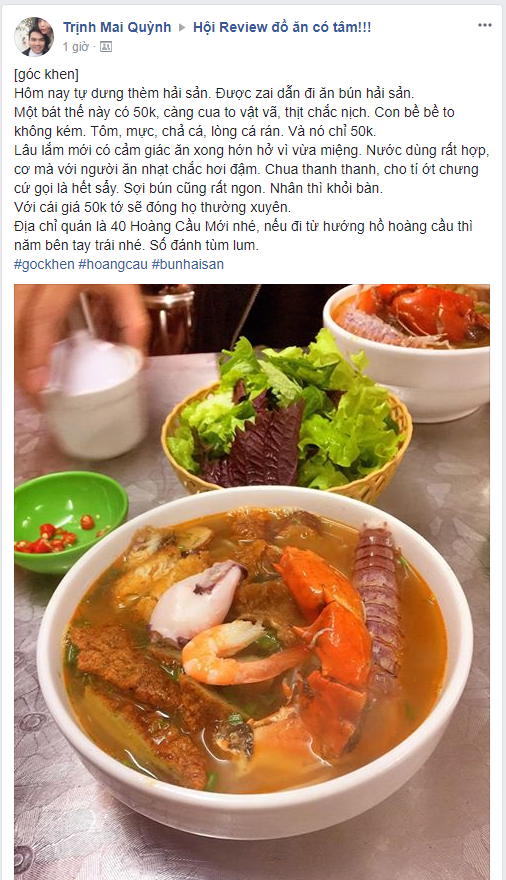 Trịnh Mai Quỳnh ▶ Hội Review đồ ăn có tâm!!!
1 giờ ·
[góc khen]
Hôm nay tự dưng thèm hải sản. Được zai dẫn đi ăn bún hải sản.
Một bát thế này có 50k, càng cua to vật vã, thịt chắc nịch. Con bề bề to
không kém. Tôm, mực, chả cá, lòng cá rán. Và nó chỉ 50k.
Lâu lắm mới có cảm giác ăn xong hớn hở vì vừa miệng. Nước dùng rất hợp,
cơ mà với người ăn nhạt chắc hơi đậm. Chua thanh thanh, cho tí ớt chưng
cứ gọi là hết sẩy. Sợi bún cũng rất ngon. Nhân thì khỏi bàn.
Với cái giá 50k tớ sẽ đóng họ thường xuyên.
Địa chỉ quán là 40 Hoàng Cầu Mới nhé, nếu đi từ hướng hồ hoàng cầu thì
năm bên tay trái nhé. Số đánh tùm lum.
#gockhen #hoangcau #bunhaisan